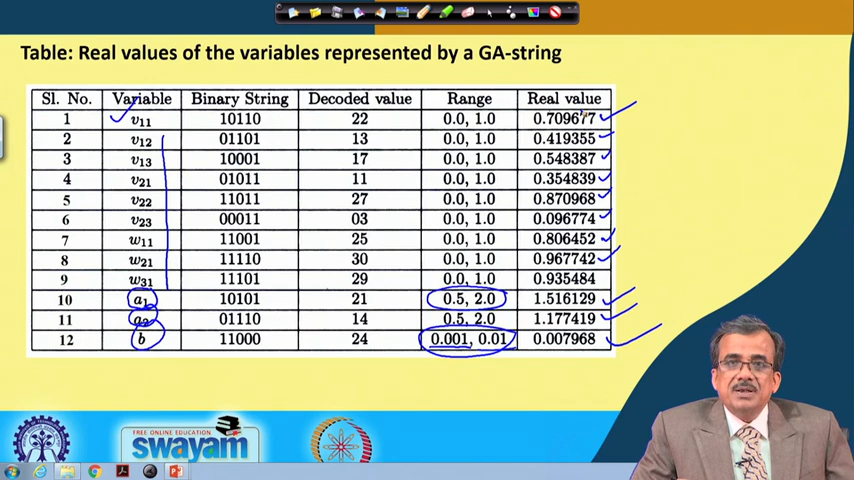 Table: Real values of the variables represented by a GA-string
Sl. No. Variable Binary String Decoded value Range Real value
1 v11 10110 22 0.0, 1.0 0.709677
2 v12 01101 13 0.0, 1.0 0.419355
3 v13 10001 17 0.0, 1.0 0.548387
4 v21 01011 11 0.0, 1.0 0.354839
5 v22 11011 27 0.0, 1.0 0.870968
6 v23 00011 03 0.0, 1.0 0.096774
7 w11 11001 25 0.0, 1.0 0.806452
8 w21 11110 30 0.0, 1.0 0.967742
9 w31 11101 29 0.0, 1.0 0.935484
10 a1 10101 21 0.5, 2.0 1.516129
11 a2 01110 14 0.5, 2.0 1.177419
12 b 11000 24 0.001, 0.01 0.007968
FREE ONLINE EDUCATION
swayam